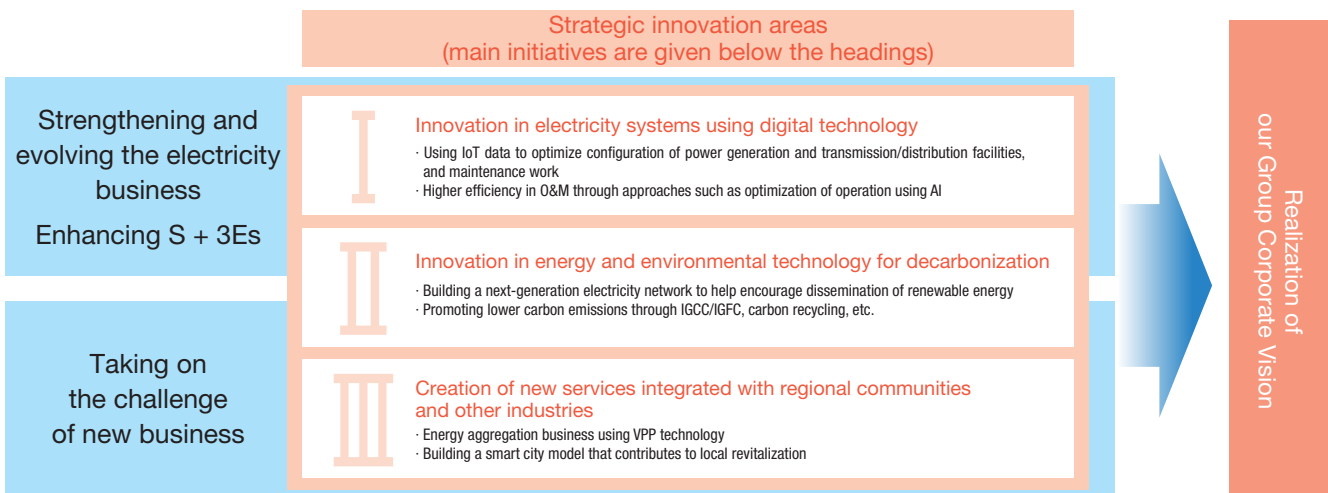 Strategic innovation areas
(main initiatives are given below the headings)
Strengthening and
evolving the electricity
business
Enhancing S + 3Es
Taking on
the challenge
of new business
I
Innovation in electricity systems using digital technology
· Using IoT data to optimize configuration of power generation and transmission/distribution facilities,
and maintenance work
· Higher efficiency in O&M through approaches such as optimization of operation using AI
II
Innovation in energy and environmental technology for decarbonization
· Building a next-generation electricity network to help encourage dissemination of renewable energy
· Promoting lower carbon emissions through IGCC/IGFC, carbon recycling, etc.
III
Creation of new services integrated with regional communities
and other industries
· Energy aggregation business using VPP technology
· Building a smart city model that contributes to local revitalization
Realization of
our Group Corporate Vision